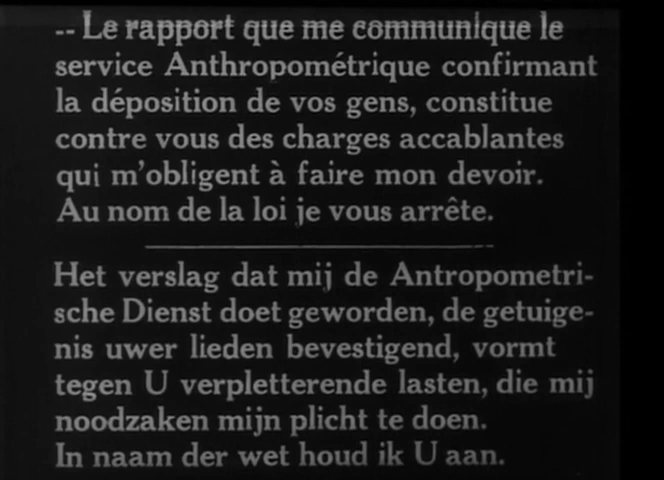 -- Le rapport que me communique le
service Anthropométrique confirmant
la déposition de vos gens, constitue
contre vous des charges accablantes
qui m'obligent à faire mon devoir.
Au nom de la loi je vous arrête.
Het verslag dat mij de Antropometri-
sche Dienst doet geworden, de getuige-
nis uwer lieden bevestigend, vormt
tegen U verpletterende lasten, die mij
noodzaken mijn plicht te doen.
In naam der wet houd ik U aan.